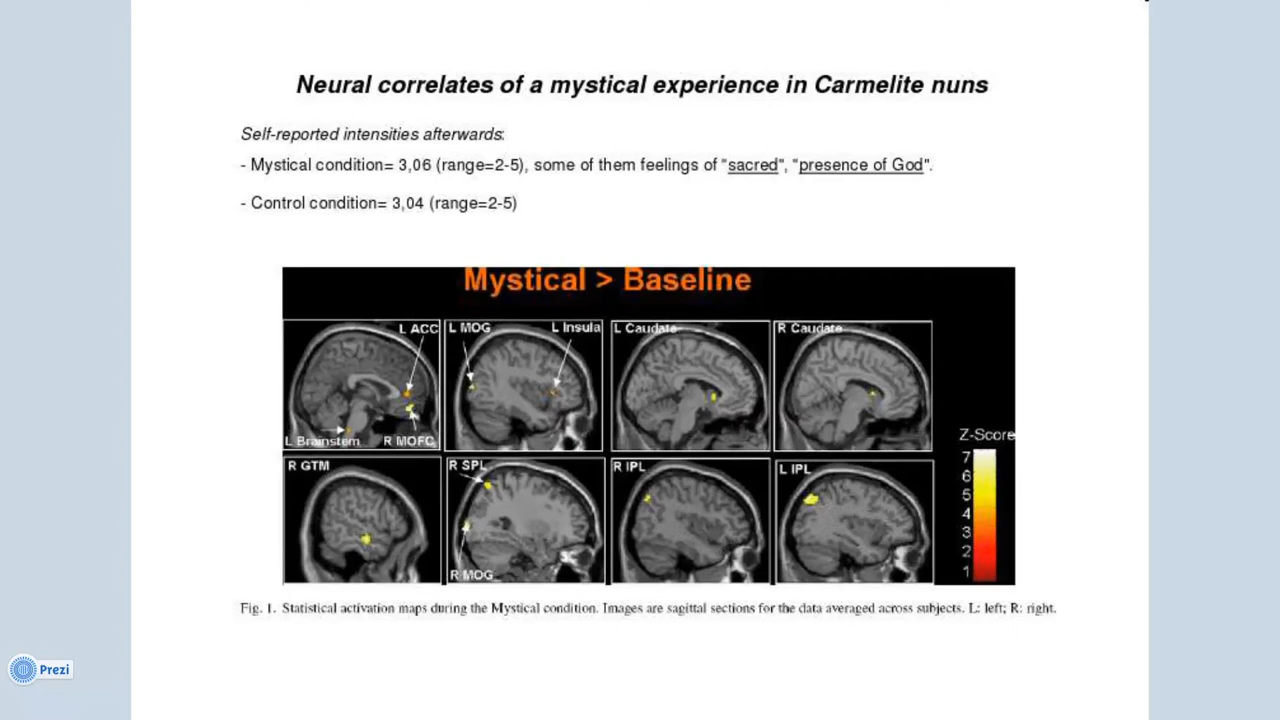 Neural correlates of a mystical experience in Carmelite nuns
Self-reported intensities afterwards:
- Mystical condition= 3,06 (range=2-5), some of them feelings of "sacred", "presence of God".
- Control condition= 3,04 (range=2-5)
Mystical > Baseline
L ACC
L MOG
L Insula
L Caudate
R Caudate
L Brainstem
R MOFC
Z-Score
R GTM
R SPL
R IPL
L IPL
7
6
5
4
3
2
1
R MOG
Fig. 1. Statistical activation maps during the Mystical condition. Images are sagittal sections for the data averaged across subjects. L: left; R: right.
Prezi